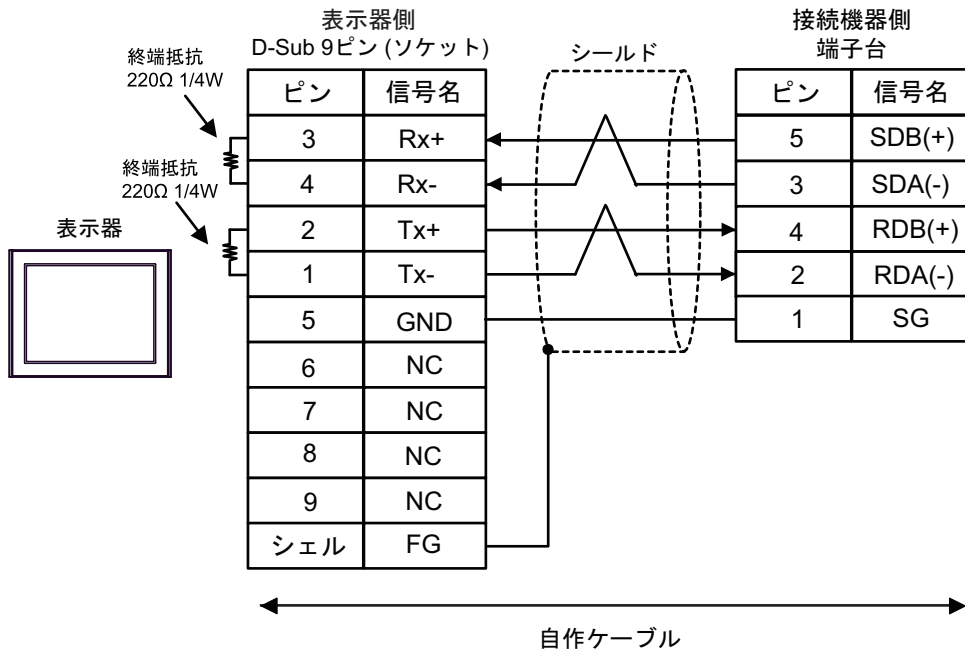 表示器側
D-Sub 9ピン (ソケット)
シールド
接続機器側
端子台
終端抵抗
220Ω 1/4W
終端抵抗
220Ω 1/4W
表示器
ピン 信号名
3 Rx+
4 Rx-
2 Tx+
1 Tx-
5 GND
6 NC
7 NC
8 NC
9 NC
シェル FG
ピン 信号名
5 SDB(+)
3 SDA(-)
4 RDB(+)
2 RDA(-)
1 SG
自作ケーブル